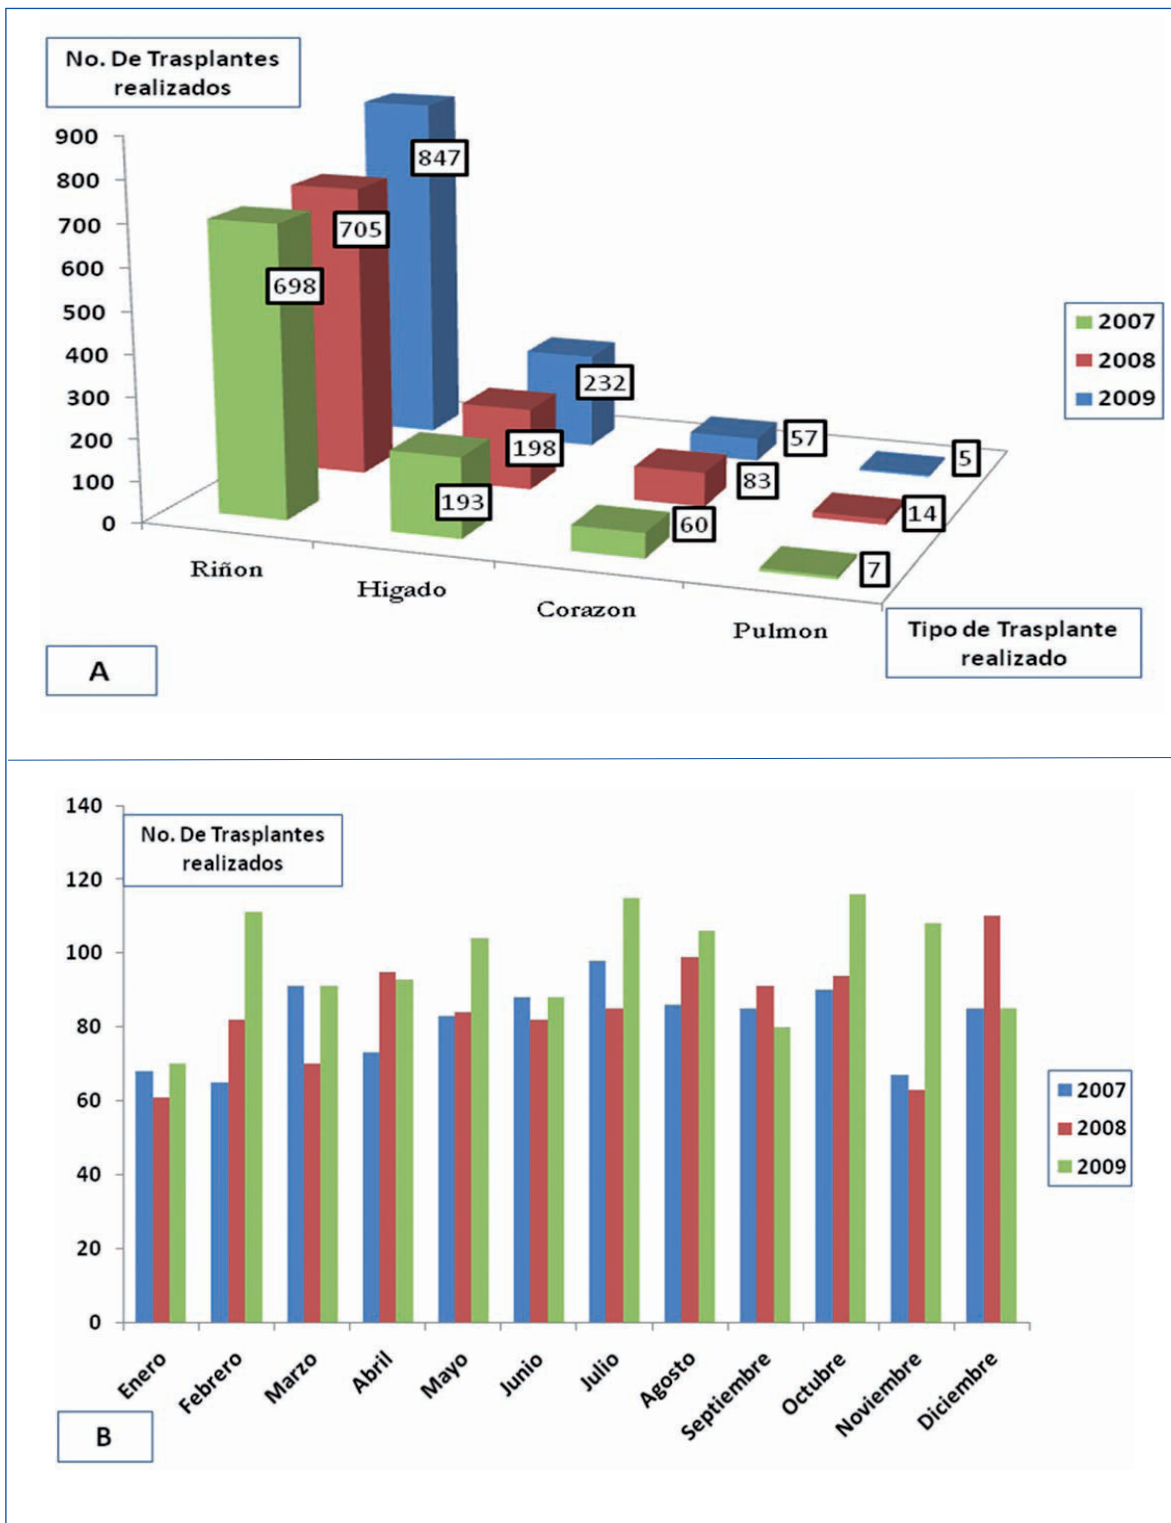 No. De Trasplantes
realizados
900
800
700
600
500
400
300
200
100
0
847
705
698
232
198
193
57
83
60
5
14
7
2007
2008
2009
Riñon
Higado
Corazon
Pulmon
Tipo de Trasplante
realizado
A
No. De Trasplantes
realizados
140
120
100
80
60
40
20
0
2007
2008
2009
Enero
Febrero
Marzo
Abril
Mayo
Junio
Julio
Agosto
Septiembre
Octubre
Noviembre
Diciembre
B